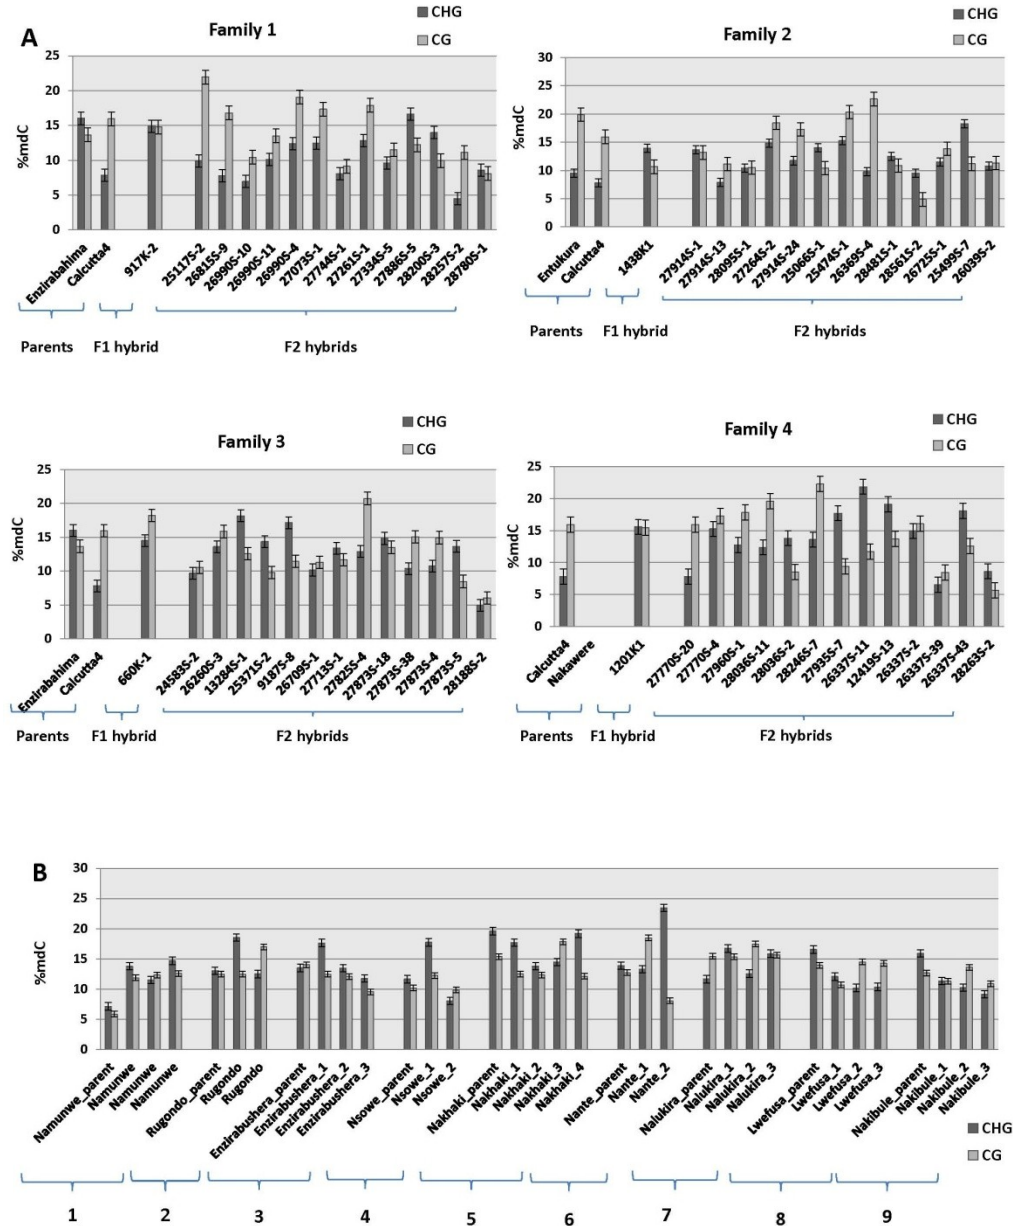 A
Family 1
CHG
CG
%mdC
25
20
15
10
5
0
Enzirabahima
Calcutta4
917K-2
25117S-2
26815S-9
26990S-10
26990S-11
26990S-4
27073S-1
27744S-1
27261S-1
27334S-5
27886S-5
28200S-3
28257S-2
28780S-1
Parents
F1 hybrid
F2 hybrids
Family 2
CHG
CG
%mdC
30
25
20
15
10
5
0
Entukura
Calcutta4
1438K1
27914S-1
27914S-13
28095S-1
27264S-2
27914S-24
25066S-1
25474S-1
26369S-4
28481S-1
28561S-2
26725S-1
25499S-7
26039S-2
Parents
F1 hybrid
F2 hybrids
Family 3
CHG
CG
%mdC
25
20
15
10
5
0
Enzirabahima
Calcutta4
660K-1
24583S-2
26260S-3
13284S-1
25371S-2
9187S-8
26709S-1
27713S-1
27825S-4
27873S-18
27873S-38
27873S-4
27873S-5
28188S-2
Parents
F1 hybrid
F2 hybrids
Family 4
CHG
CG
%mdC
25
20
15
10
5
0
Calcutta4
Nakawere
1201K1
27770S-20
27770S-4
27960S-1
28036S-11
28036S-2
28246S-7
27935S-7
26337S-11
12419S-13
26337S-2
26337S-39
26337S-43
28263S-2
Parents
F1 hybrid
F2 hybrids
B
%mdC
30
25
20
15
10
5
0
Namunwe_parent
Namunwe
Namunwe
Namunwe
Rugondo_parent
Rugondo
Rugondo
Enzirabushera_parent
Enzirabushera_1
Enzirabushera_2
Enzirabushera_3
Nsowe_parent
Nsowe_1
Nsowe_2
Nakhaki_parent
Nakhaki_1
Nakhaki_2
Nakhaki_3
Nakhaki_4
Nante_parent
Nante_1
Nante_2
Nalukira_parent
Nalukira_1
Nalukira_2
Nalukira_3
Lwefusa_parent
Lwefusa_1
Lwefusa_2
Lwefusa_3
Nakibule_parent
Nakibule_1
Nakibule_2
Nakibule_3
CHG
CG
1
2
3
4
5
6
7
8
9